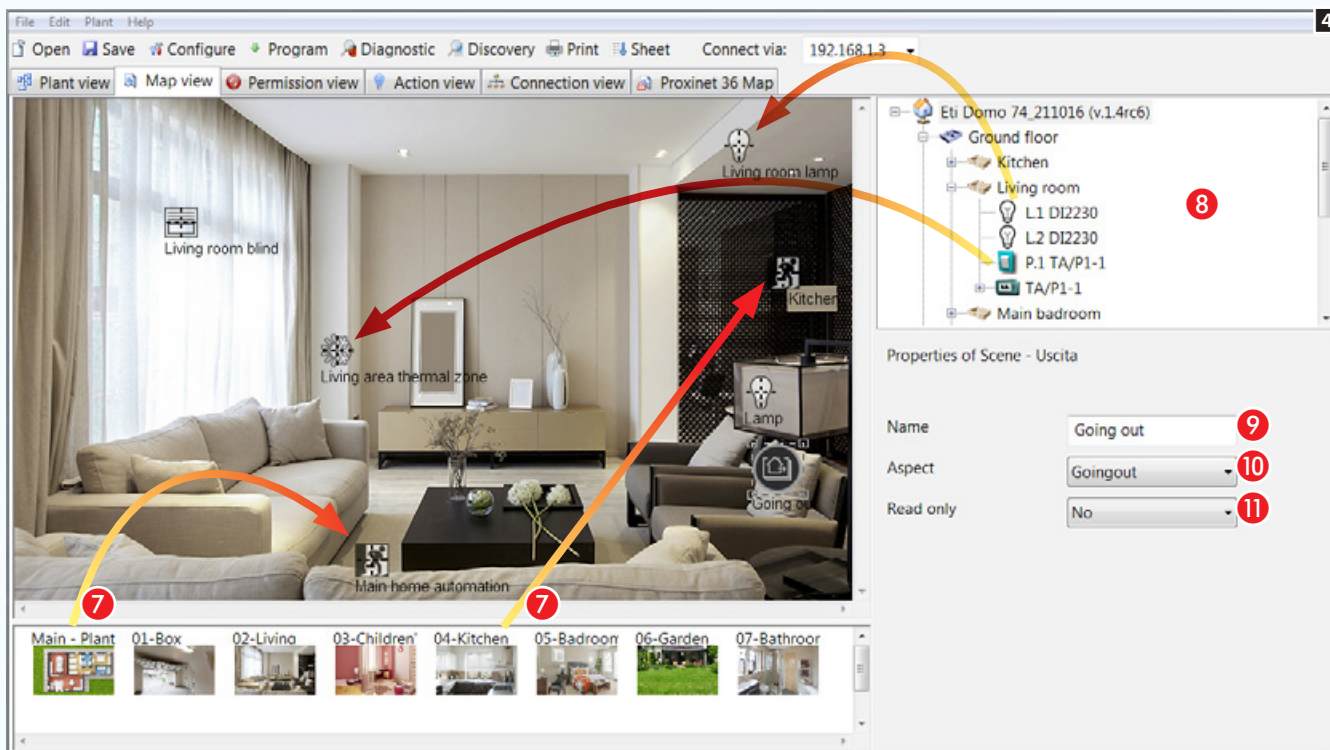 File Edit Plant Help
4
Open Save Configure Program Diagnostic Discovery Print Sheet Connect via: 192.168.1.3
Plant view Map view Permission view Action view Connection view Proxinet 36 Map
Living room lamp
Living room blind
Kitchen
Living area thermal zone
Lamp
Going ou
Main home automation
Eti Domo 74_211016 (v.1.4rc6)
Ground floor
Kitchen
Living room
L.1 DI2230
L.2 DI2230
P.1 TA/P1-1
TA/P1-1
Main badroom
8
Properties of Scene - Uscita
Name Going out 9
Aspect Goingout 10
Read only No 11
7 7
Main - Plant 01-Box 02-Living 03-Children' 04-Kitchen 05-Badroon 06-Garden 07-Bathroor